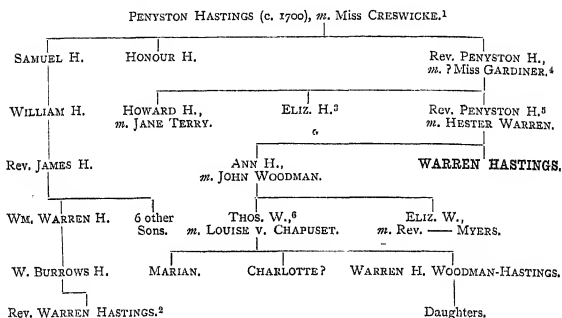 PENYSTON HASTINGS (c. 1700), m. Miss CRESWICKE.¹
SAMUEL H. HONOUR H. Rev. PENYSTON H.,
m. ? Miss GARDINER.⁴
WILLIAM H. HOWARD H., ELIZ. H.³ Rev. PENYSTON H.⁵
m. JANE TERRY. m. HESTER WARREN.
Rev. JAMES H. ANN H., WARREN HASTINGS.
m. JOHN WOODMAN.
WM. WARREN H. 6 other THOS. W.,⁶ ELIZ. W.,
Sons. m. LOUISE v. CHAPUSET. m. Rev. —— MYERS.
W. BURROWS H. MARIAN. CHARLOTTE? WARREN H. WOODMAN-HASTINGS.
Rev. WARREN HASTINGS.² Daughters.